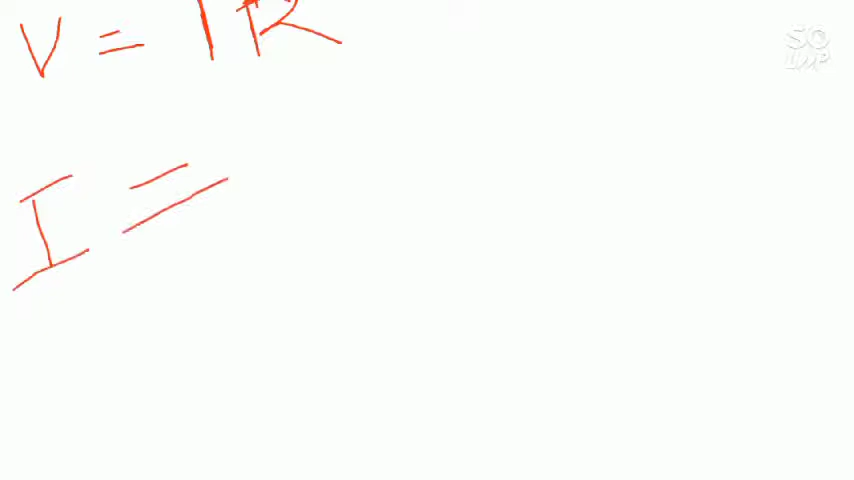 V = IR
I =